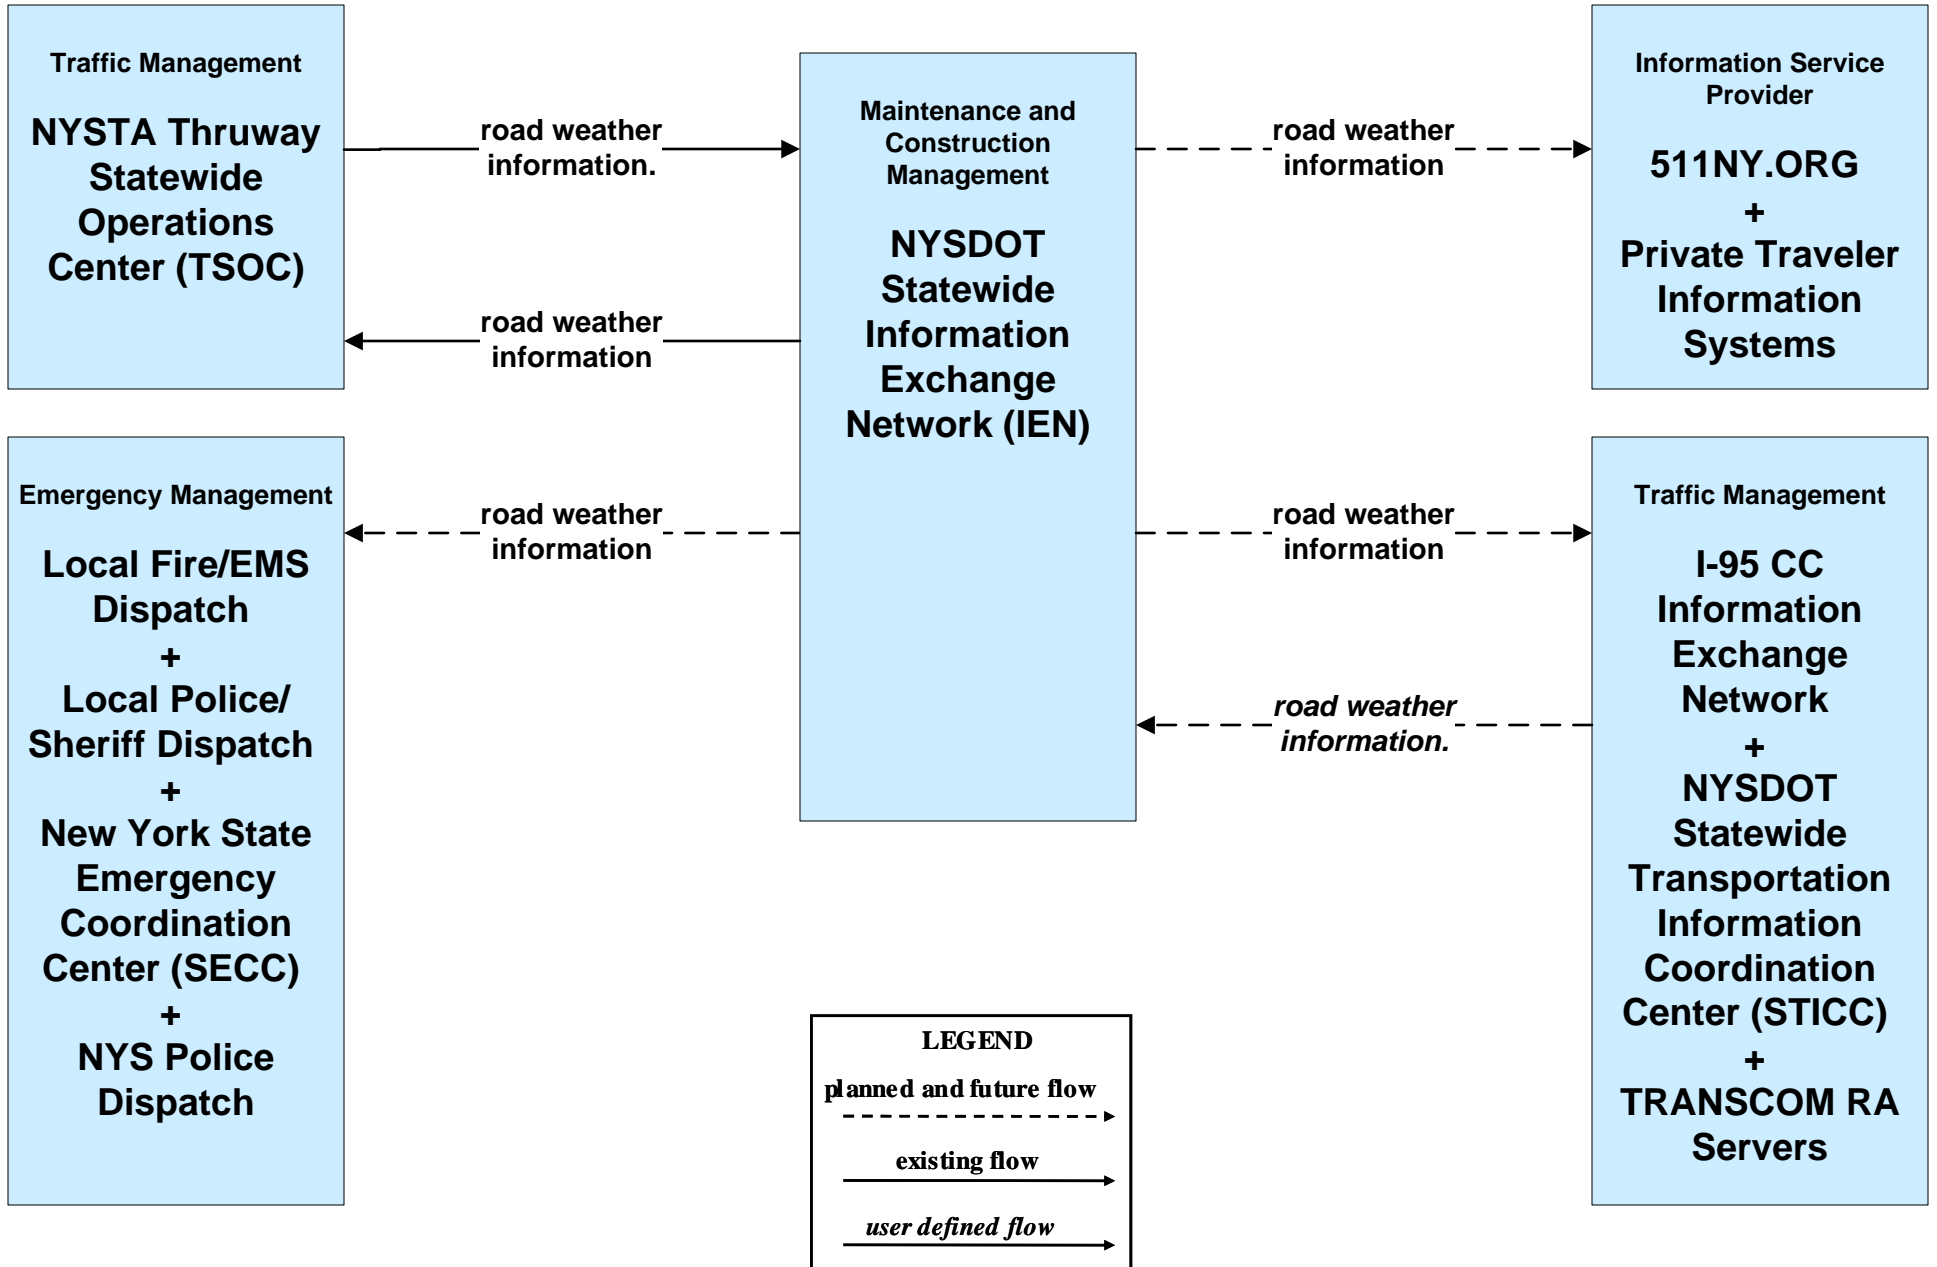 Traffic Management
NYSTA Thruway
Statewide
Operations
Center (TSOC)
road weather
information.
road weather
information
Maintenance and
Construction
Management
NYSDOT
Statewide
Information
Exchange
Network (IEN)
road weather
information
Information Service
Provider
511NY.ORG
+
Private Traveler
Information
Systems
Emergency Management
Local Fire/EMS
Dispatch
+
Local Police/
Sheriff Dispatch
+
New York State
Emergency
Coordination
Center (SECC)
+
NYS Police
Dispatch
road weather
information
road weather
information
road weather
information.
Traffic Management
I-95 CC
Information
Exchange
Network
+
NYSDOT
Statewide
Transportation
Information
Coordination
Center (STICC)
+
TRANSCOM RA
Servers
LEGEND
planned and future flow
existing flow
user defined flow